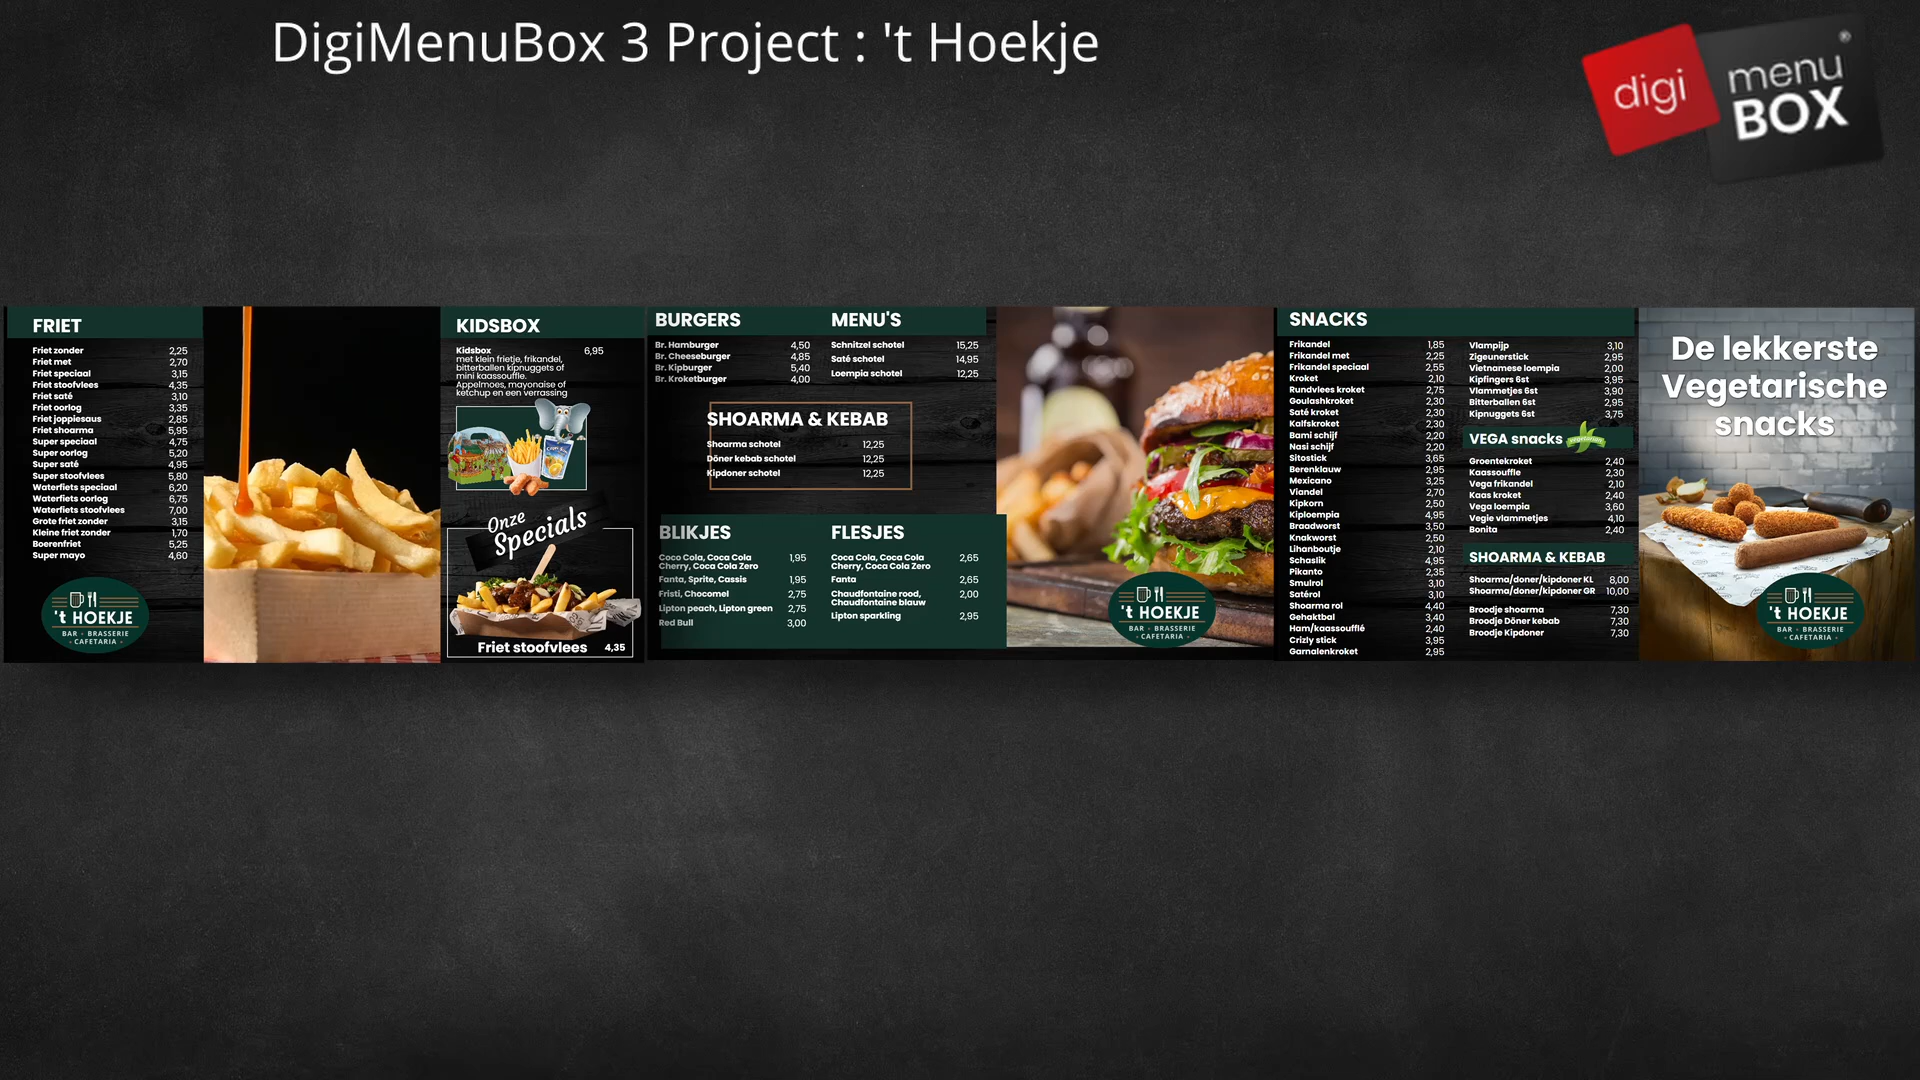 DigiMenuBox 3 Project : 't Hoekje
digi
menu
BOX
®
FRIET
Friet zonder 2,25
Friet met 2,70
Friet speciaal 3,15
Friet stoofvlees 4,35
Friet saté 3,10
Friet oorlog 3,35
Friet joppiesaus 2,85
Friet shoarma 5,95
Super speciaal 4,75
Super oorlog 5,20
Super saté 4,95
Super stoofvlees 5,80
Waterfiets speciaal 6,20
Waterfiets oorlog 6,75
Waterfiets stoofvlees 7,00
Grote friet zonder 3,15
Kleine friet zonder 1,70
Boerenfriet 5,25
Super mayo 4,60
't HOEKJE
BAR - BRASSERIE
- CAFETARIA -
KIDSBOX
Kidsbox 6,95
met klein frietje, frikandel,
bitterballen kipnuggets of
mini kaassouffle.
Appelmoes, mayonaise of
ketchup en een verrassing
Onze
Specials
Friet stoofvlees 4,35
BURGERS
Br. Hamburger 4,50
Br. Cheeseburger 4,85
Br. Kipburger 5,40
Br. Kroketburger 4,00
MENU'S
Schnitzel schotel 15,25
Saté schotel 14,95
Loempia schotel 12,25
SHOARMA & KEBAB
Shoarma schotel 12,25
Döner kebab schotel 12,25
Kipdoner schotel 12,25
BLIKJES
Coco Cola, Coca Cola 1,95
Cherry, Coca Cola Zero
Fanta, Sprite, Cassis 1,95
Fristi, Chocomel 2,75
Lipton peach, Lipton green 2,75
Red Bull 3,00
FLESJES
Coca Cola, Coca Cola 2,65
Cherry, Coca Cola Zero
Fanta 2,65
Chaudfontaine rood, 2,00
Chaudfontaine blauw
Lipton sparkling 2,95
't HOEKJE
BAR - BRASSERIE
- CAFETARIA -
SNACKS
Frikandel 1,85
Frikandel met 2,25
Frikandel speciaal 2,55
Kroket 2,10
Rundvlees kroket 2,75
Goulashkroket 2,30
Saté kroket 2,30
Kalfskroket 2,30
Bami schijf 2,20
Nasi schijf 2,20
Sitostick 3,65
Berenklauw 2,95
Mexicano 3,25
Viandel 2,70
Kipkorn 2,50
Kiploempia 4,95
Braadworst 3,50
Knakworst 2,50
Lihanboutje 2,10
Schaslik 4,95
Pikanto 2,35
Smulrol 3,10
Satérol 3,10
Shoarma rol 4,40
Gehaktbal 3,40
Ham/kaassoufflé 2,40
Crizly stick 3,95
Garnalenkroket 2,95
Vlampijp 3,10
Zigeunerstick 2,95
Vietnamese loempia 2,00
Kipfingers 6st 3,95
Vlammetjes 6st 3,90
Bitterballen 6st 2,95
Kipnuggets 6st 3,75
VEGA snacks
Groentekroket 2,40
Kaassouffle 2,30
Vega frikandel 2,10
Kaas kroket 2,40
Vega loempia 3,60
Vegie vlammetjes 4,10
Bonita 2,40
SHOARMA & KEBAB
Shoarma/doner/kipdoner KL 8,00
Shoarma/doner/kipdoner GR 10,00
Broodje shoarma 7,30
Broodje Döner kebab 7,30
Broodje Kipdoner 7,30
De lekkerste
Vegetarische
snacks
't HOEKJE
BAR - BRASSERIE
- CAFETARIA -